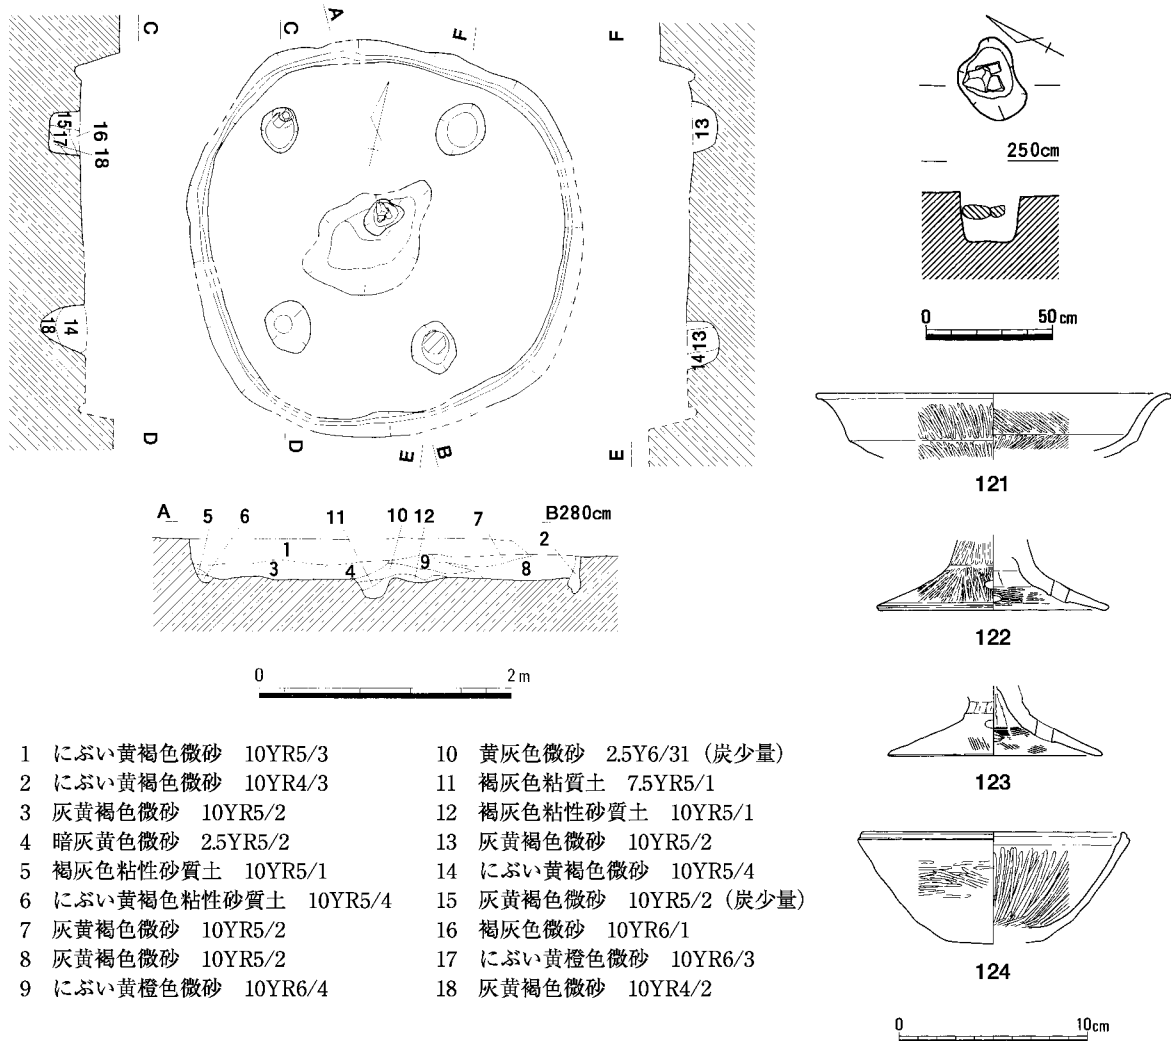 C
C
A
F
F
15
17
16
18
13
18
14
13
14
D
D
E
B
E
250cm
0 50cm
A 5 6 11 10 12 7 B280cm
2
1
3 4 9 8
0 2m
121
122
123
124
0 10cm
1 にぶい黄褐色微砂 10YR5/3
2 にぶい黄褐色微砂 10YR4/3
3 灰黄褐色微砂 10YR5/2
4 暗灰黄色微砂 2.5YR5/2
5 褐灰色粘性砂質土 10YR5/1
6 にぶい黄褐色粘性砂質土 10YR5/4
7 灰黄褐色微砂 10YR5/2
8 灰黄褐色微砂 10YR5/2
9 にぶい黄橙色微砂 10YR6/4
10 黄灰色微砂 2.5Y6/31(炭少量)
11 褐灰色粘質土 7.5YR5/1
12 褐灰色粘性砂質土 10YR5/1
13 灰黄褐色微砂 10YR5/2
14 にぶい黄褐色微砂 10YR5/4
15 灰黄褐色微砂 10YR5/2(炭少量)
16 褐灰色微砂 10YR6/1
17 にぶい黄橙色微砂 10YR6/3
18 灰黄褐色微砂 10YR4/2